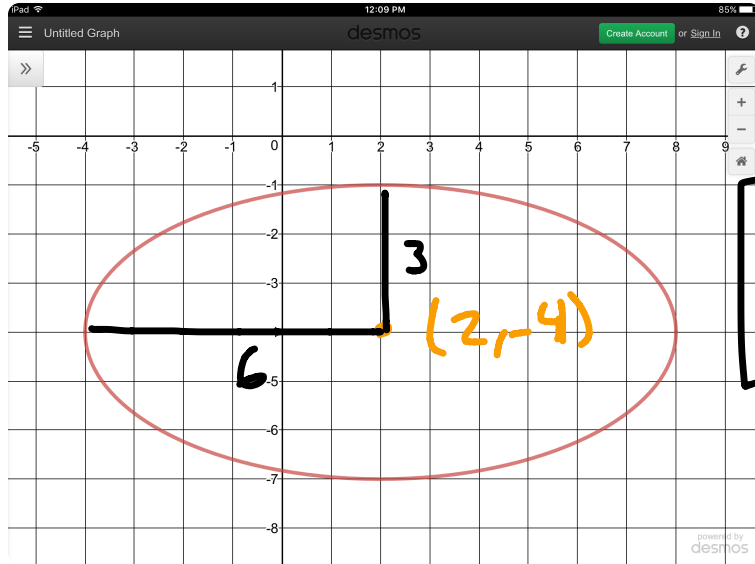 iPad 12:09 PM 85%
Untitled Graph desmos Create Account or Sign In ?
1
-5 -4 -3 -2 -1 0 1 2 3 4 5 6 7 8 9
-1
-2
3
-3
(2,-4)
6
-5
-6
-7
-8
powered by
desmos